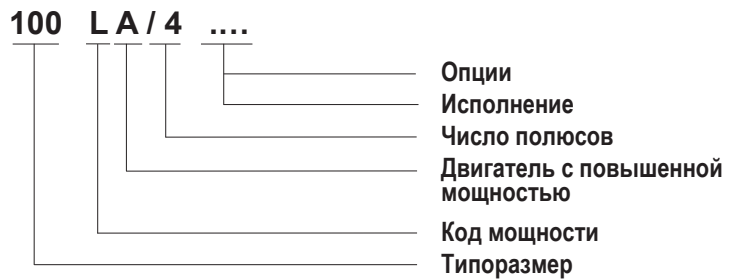 100 L A / 4 ....
Опции
Исполнение
Число полюсов
Двигатель с повышенной
мощностью
Код мощности
Типоразмер